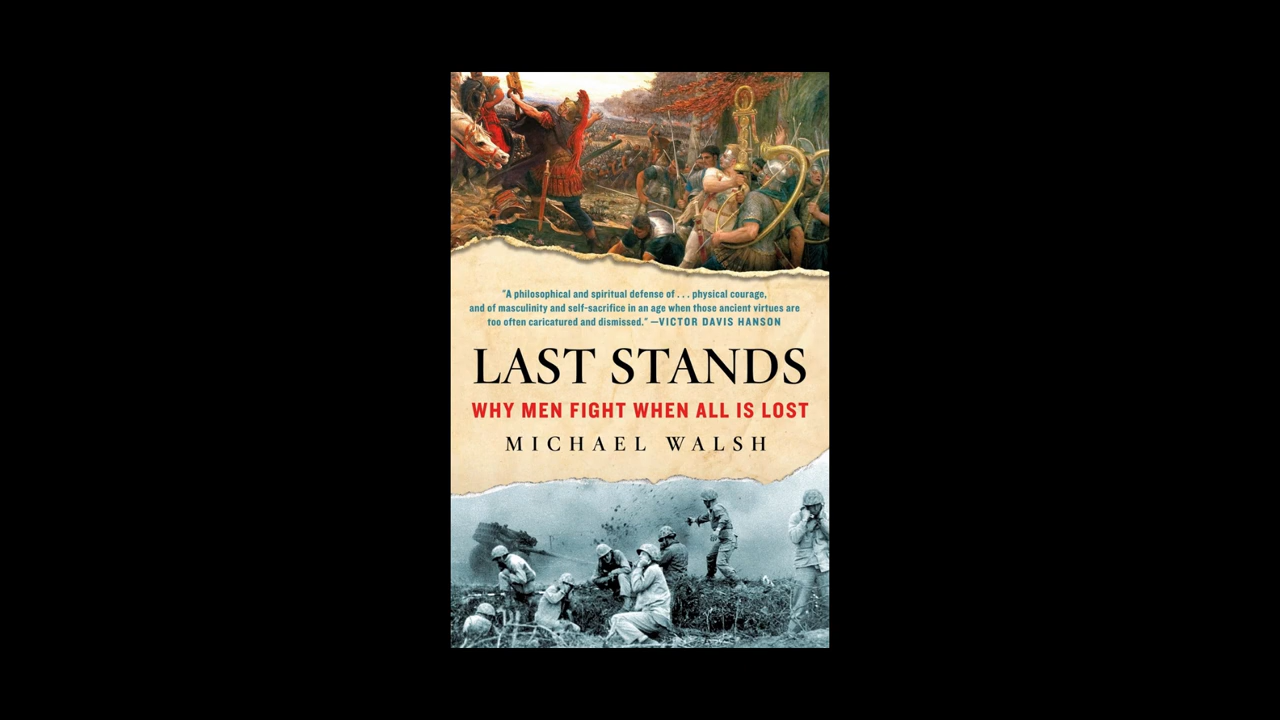 "A philosophical and spiritual defense of . . . physical courage,
and of masculinity and self-sacrifice in an age when those ancient virtues are
too often caricatured and dismissed." —VICTOR DAVIS HANSON
LAST STANDS
WHY MEN FIGHT WHEN ALL IS LOST
MICHAEL WALSH